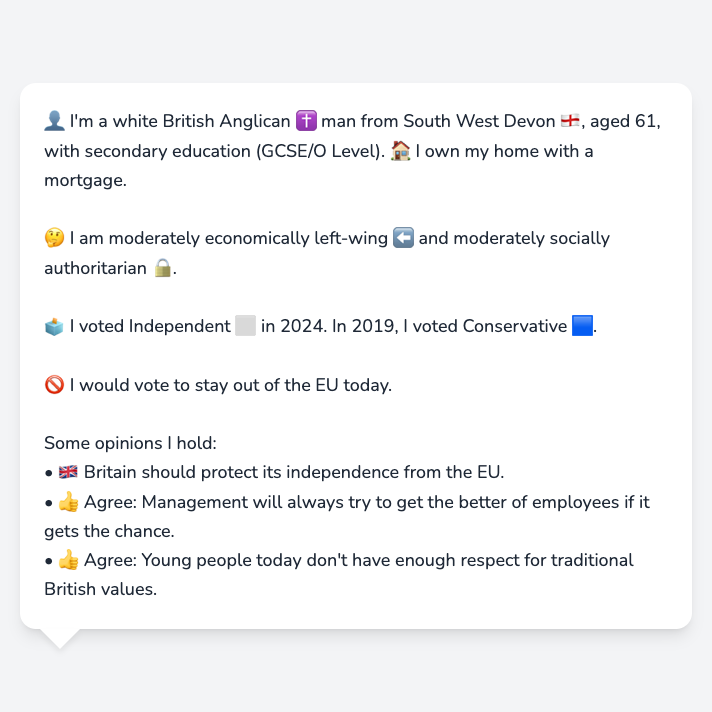 👤 I'm a white British Anglican ✝️ man from South West Devon 🏴󠁧󠁢󠁥󠁮󠁧󠁿, aged 61,
with secondary education (GCSE/O Level). 🏠 I own my home with a
mortgage.
🤔 I am moderately economically left-wing ⬅️ and moderately socially
authoritarian 🔒.
🗳️ I voted Independent ⬜ in 2024. In 2019, I voted Conservative 🟦.
🚫 I would vote to stay out of the EU today.
Some opinions I hold:
• 🇬🇧 Britain should protect its independence from the EU.
• 👍 Agree: Management will always try to get the better of employees if it
gets the chance.
• 👍 Agree: Young people today don't have enough respect for traditional
British values.